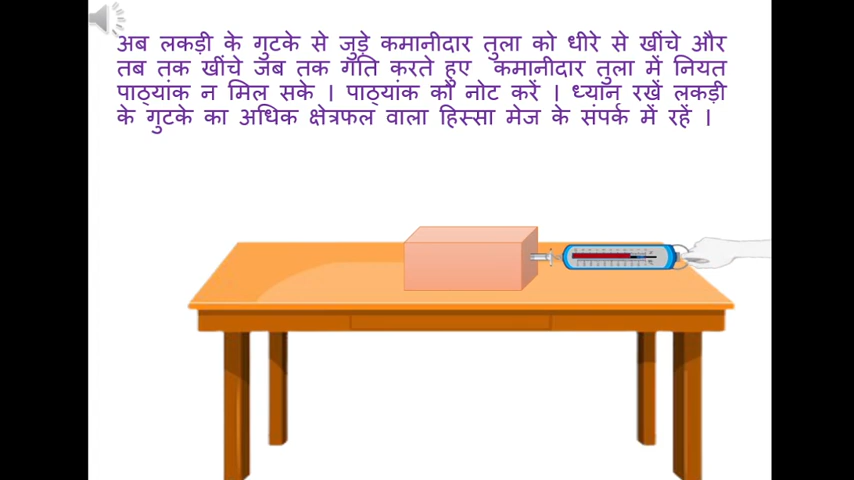 अब लकड़ी के गुटके से जुड़े कमानीदार तुला को धीरे से खींचे और
तब तक खींचे जब तक गति करते हुए कमानीदार तुला में नियत
पाठ्यांक न मिल सके । पाठ्यांक को नोट करें । ध्यान रखें लकड़ी
के गुटके का अधिक क्षेत्रफल वाला हिस्सा मेज के संपर्क में रहें ।